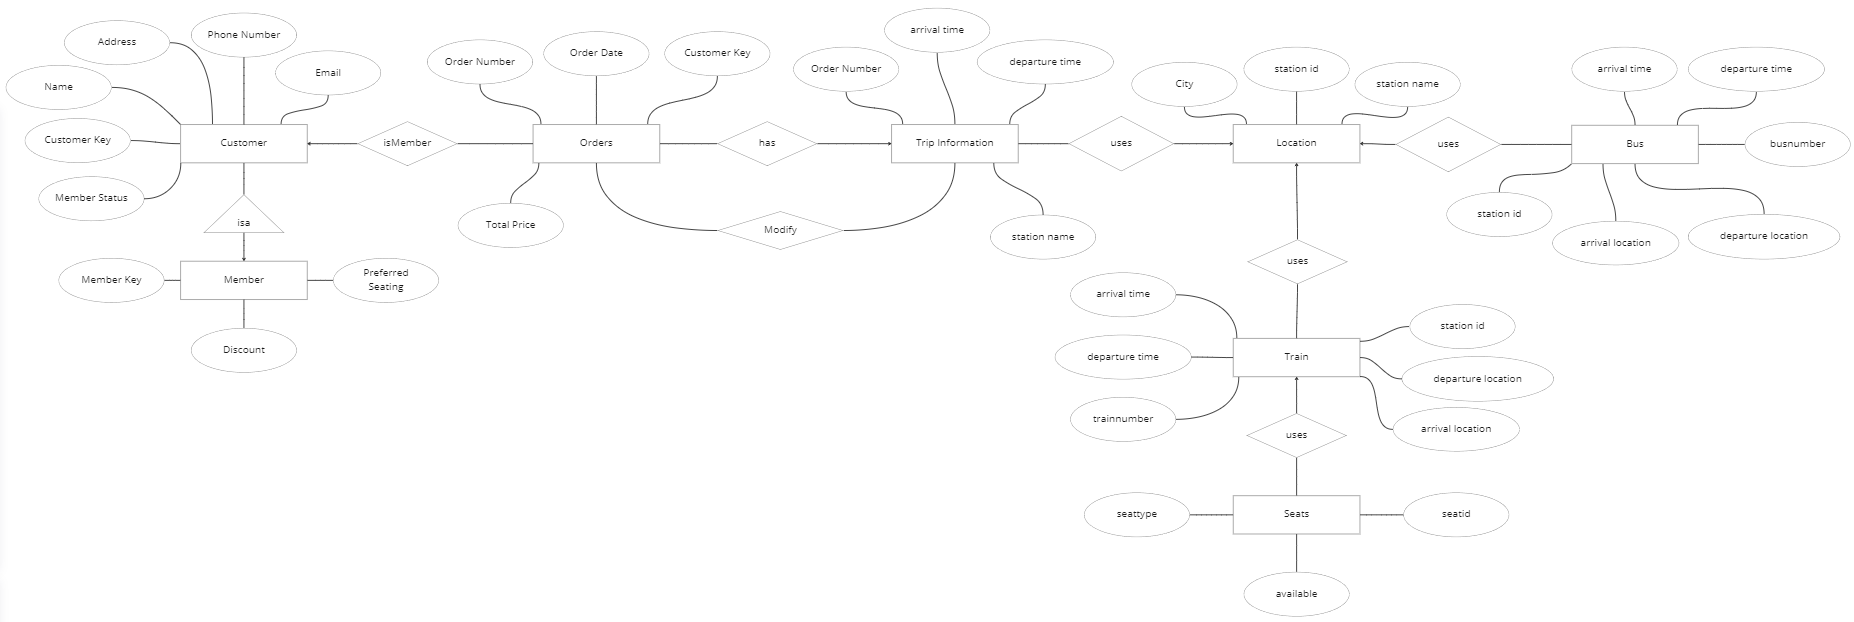 Address
Phone Number
Email
Name
Customer Key
Customer
Member Status
isMember
isa
Member Key
Member
Preferred
Seating
Discount
Order Number
Order Date
Customer Key
Orders
Total Price
has
Modify
Order Number
arrival time
departure time
Trip Information
station name
uses
City
station id
station name
Location
uses
arrival time
departure time
Bus
busnumber
station id
arrival location
departure location
uses
arrival time
departure time
trainnumber
Train
station id
departure location
arrival location
uses
seattype
Seats
seatid
available